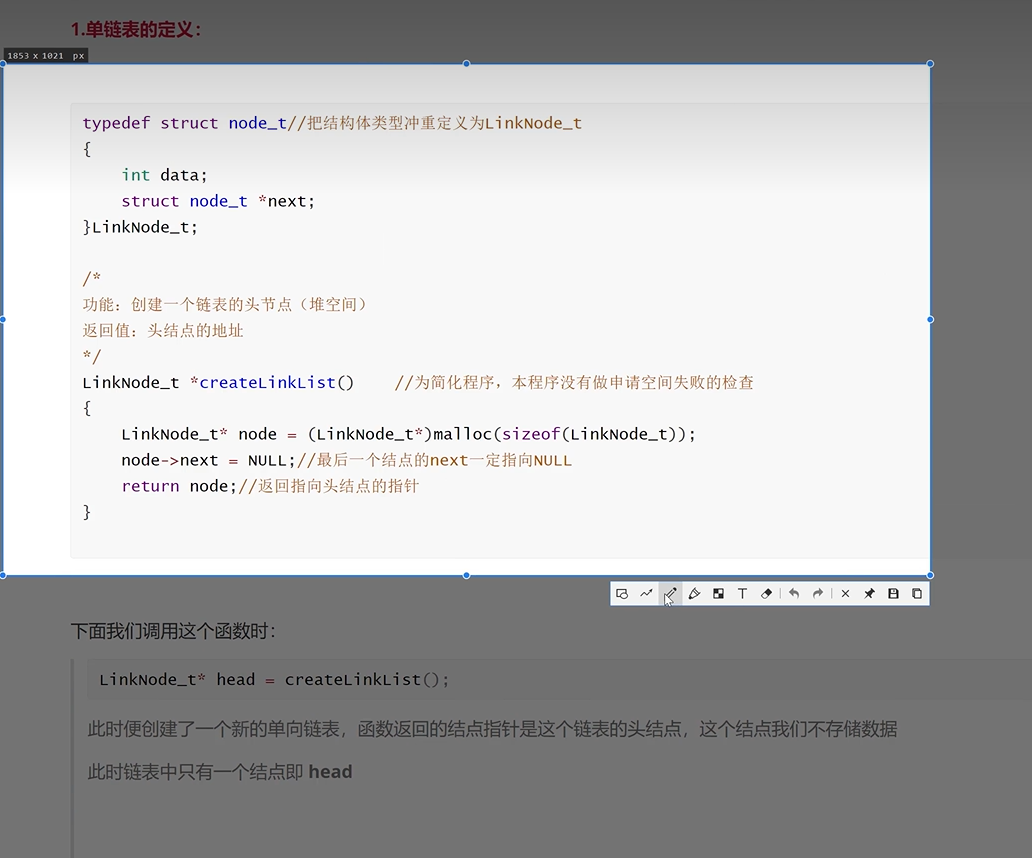 1.单链表的定义：
1853 x 1021 px
typedef struct node_t//把结构体类型冲重定义为LinkNode_t
{
    int data;
    struct node_t *next;
}LinkNode_t;
/*
功能：创建一个链表的头节点（堆空间）
返回值：头结点的地址
*/
LinkNode_t *createLinkList()    //为简化程序，本程序没有做申请空间失败的检查
{
    LinkNode_t* node = (LinkNode_t*)malloc(sizeof(LinkNode_t));
    node->next = NULL;//最后一个结点的next一定指向NULL
    return node;//返回指向头结点的指针
}
T
下面我们调用这个函数时：
LinkNode_t* head = createLinkList();
此时便创建了一个新的单向链表，函数返回的结点指针是这个链表的头结点，这个结点我们不存储数据
此时链表中只有一个结点即 head